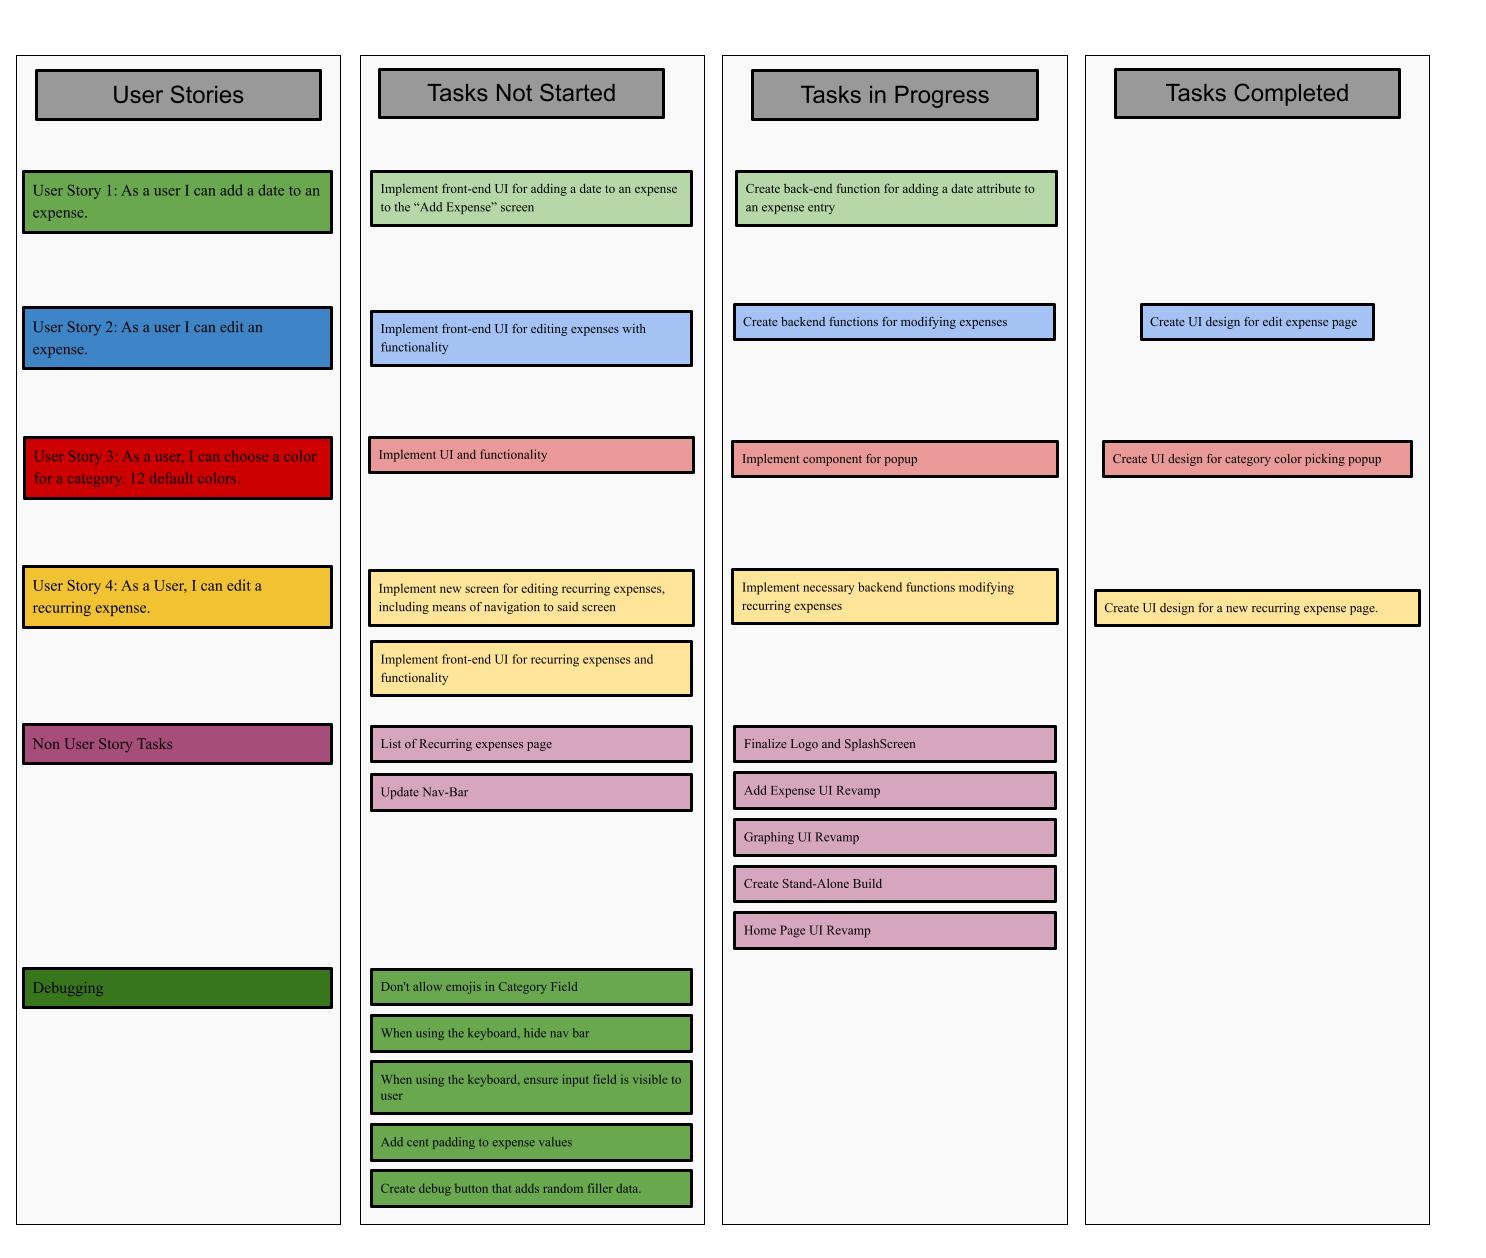 User Stories
Tasks Not Started
Tasks in Progress
Tasks Completed
User Story 1: As a user I can add a date to an
expense.
Implement front-end UI for adding a date to an expense
to the “Add Expense” screen
Create back-end function for adding a date attribute to
an expense entry
User Story 2: As a user I can edit an
expense.
Implement front-end UI for editing expenses with
functionality
Create backend functions for modifying expenses
Create UI design for edit expense page
User Story 3: As a user, I can choose a color
for a category. 12 default colors.
Implement UI and functionality
Implement component for popup
Create UI design for category color picking popup
User Story 4: As a User, I can edit a
recurring expense.
Implement new screen for editing recurring expenses,
including means of navigation to said screen
Implement front-end UI for recurring expenses and
functionality
Implement necessary backend functions modifying
recurring expenses
Create UI design for a new recurring expense page.
Non User Story Tasks
List of Recurring expenses page
Update Nav-Bar
Finalize Logo and SplashScreen
Add Expense UI Revamp
Graphing UI Revamp
Create Stand-Alone Build
Home Page UI Revamp
Debugging
Don't allow emojis in Category Field
When using the keyboard, hide nav bar
When using the keyboard, ensure input field is visible to
user
Add cent padding to expense values
Create debug button that adds random filler data.